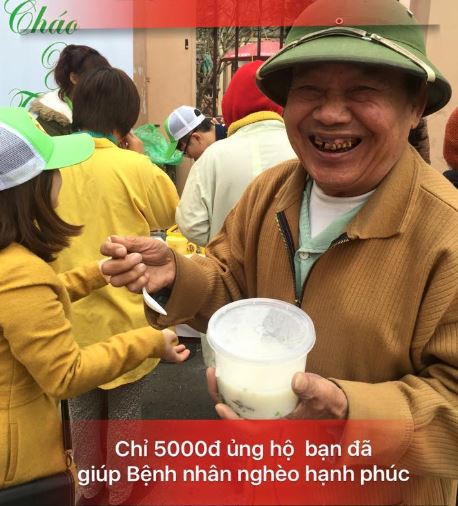 Cháo
Chỉ 5000đ ủng hộ bạn đã
giúp Bệnh nhân nghèo hạnh phúc